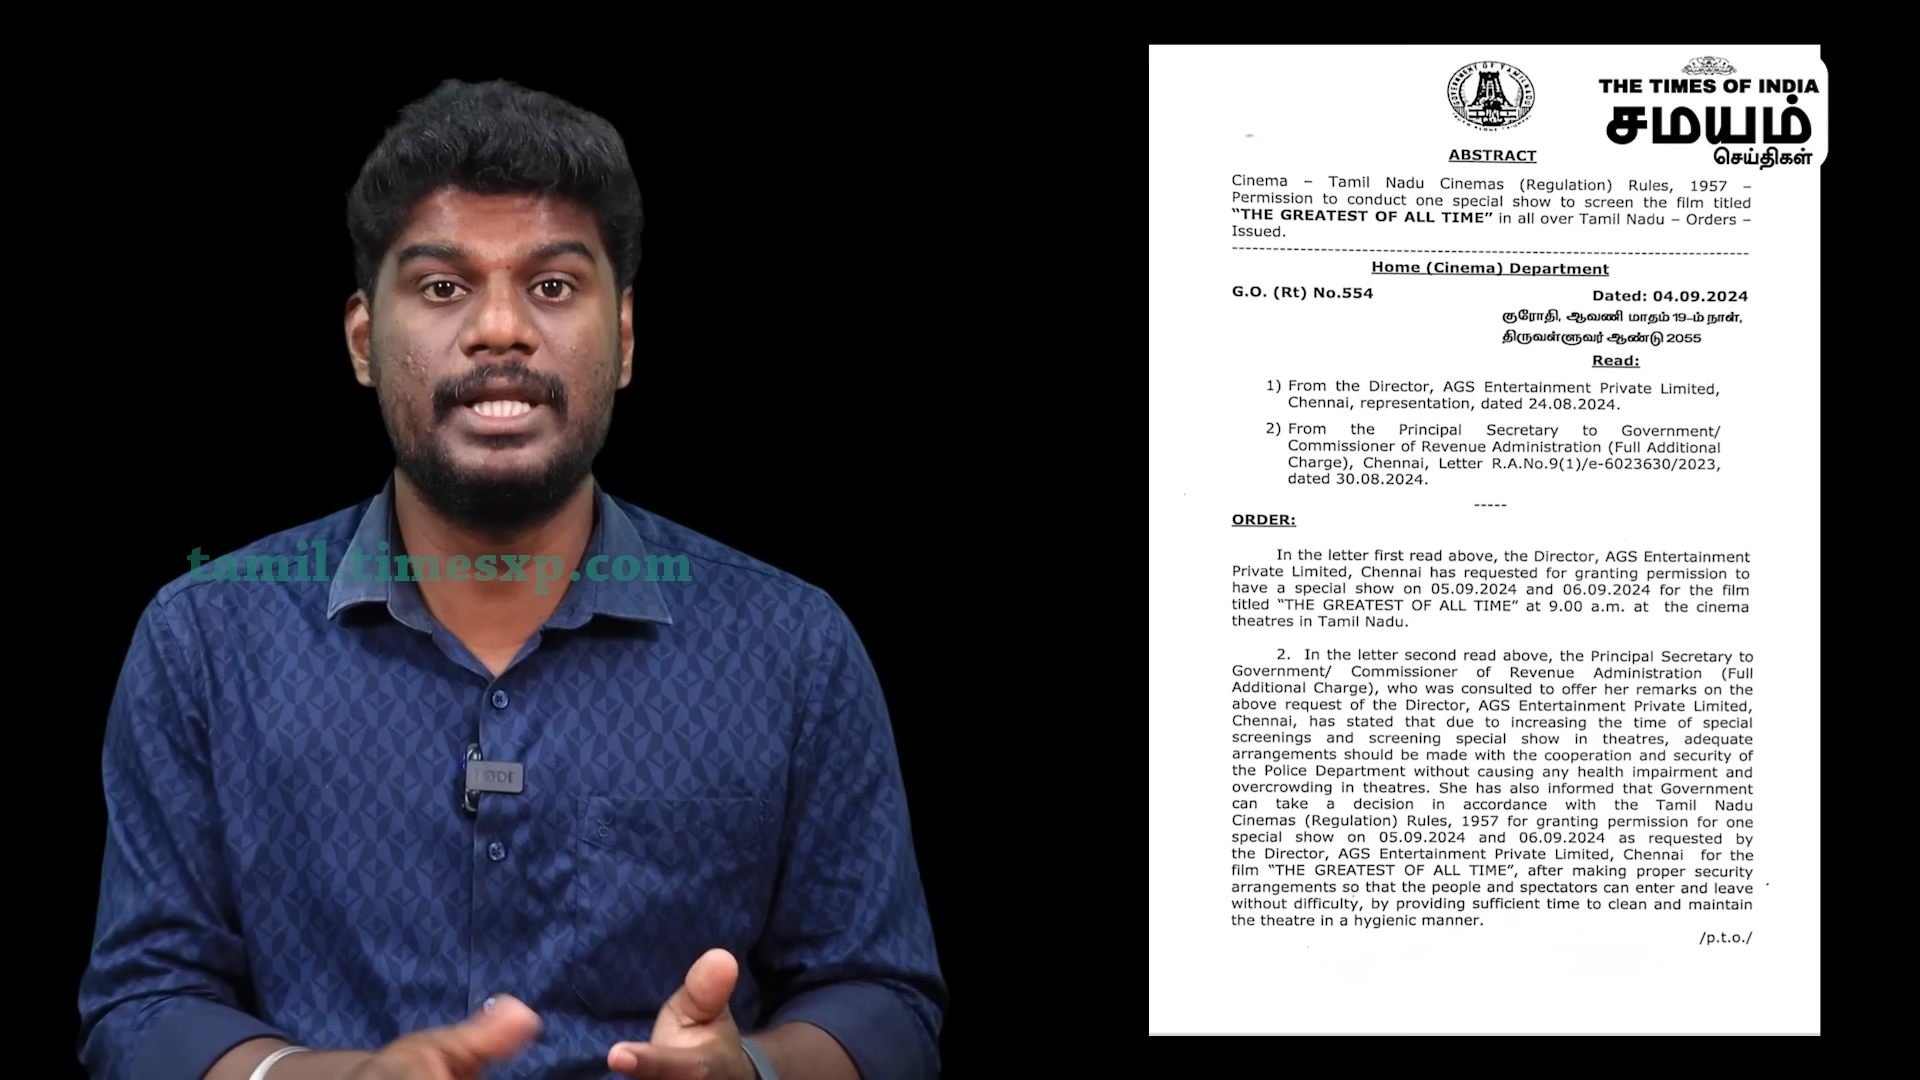 THE TIMES OF INDIA
சமயம்
செய்திகள்
tamil.timesxp.com
RODE
ABSTRACT
Cinema – Tamil Nadu Cinemas (Regulation) Rules, 1957 –
Permission to conduct one special show to screen the film titled
“THE GREATEST OF ALL TIME” in all over Tamil Nadu – Orders –
Issued.
Home (Cinema) Department
G.O. (Rt) No.554
Dated: 04.09.2024
குரோதி, ஆவணி மாதம் 19-ம் நாள்,
திருவள்ளுவர் ஆண்டு 2055
Read:
1) From the Director, AGS Entertainment Private Limited,
Chennai, representation, dated 24.08.2024.
2) From the Principal Secretary to Government/
Commissioner of Revenue Administration (Full Additional
Charge), Chennai, Letter R.A.No.9(1)/e-6023630/2023,
dated 30.08.2024.
-----
ORDER:
In the letter first read above, the Director, AGS Entertainment
Private Limited, Chennai has requested for granting permission to
have a special show on 05.09.2024 and 06.09.2024 for the film
titled “THE GREATEST OF ALL TIME” at 9.00 a.m. at the cinema
theatres in Tamil Nadu.
2. In the letter second read above, the Principal Secretary to
Government/ Commissioner of Revenue Administration (Full
Additional Charge), who was consulted to offer her remarks on the
above request of the Director, AGS Entertainment Private Limited,
Chennai, has stated that due to increasing the time of special
screenings and screening special show in theatres, adequate
arrangements should be made with the cooperation and security of
the Police Department without causing any health impairment and
overcrowding in theatres. She has also informed that Government
can take a decision in accordance with the Tamil Nadu
Cinemas (Regulation) Rules, 1957 for granting permission for one
special show on 05.09.2024 and 06.09.2024 as requested by
the Director, AGS Entertainment Private Limited, Chennai for the
film “THE GREATEST OF ALL TIME”, after making proper security
arrangements so that the people and spectators can enter and leave
without difficulty, by providing sufficient time to clean and maintain
the theatre in a hygienic manner.
/p.t.o./